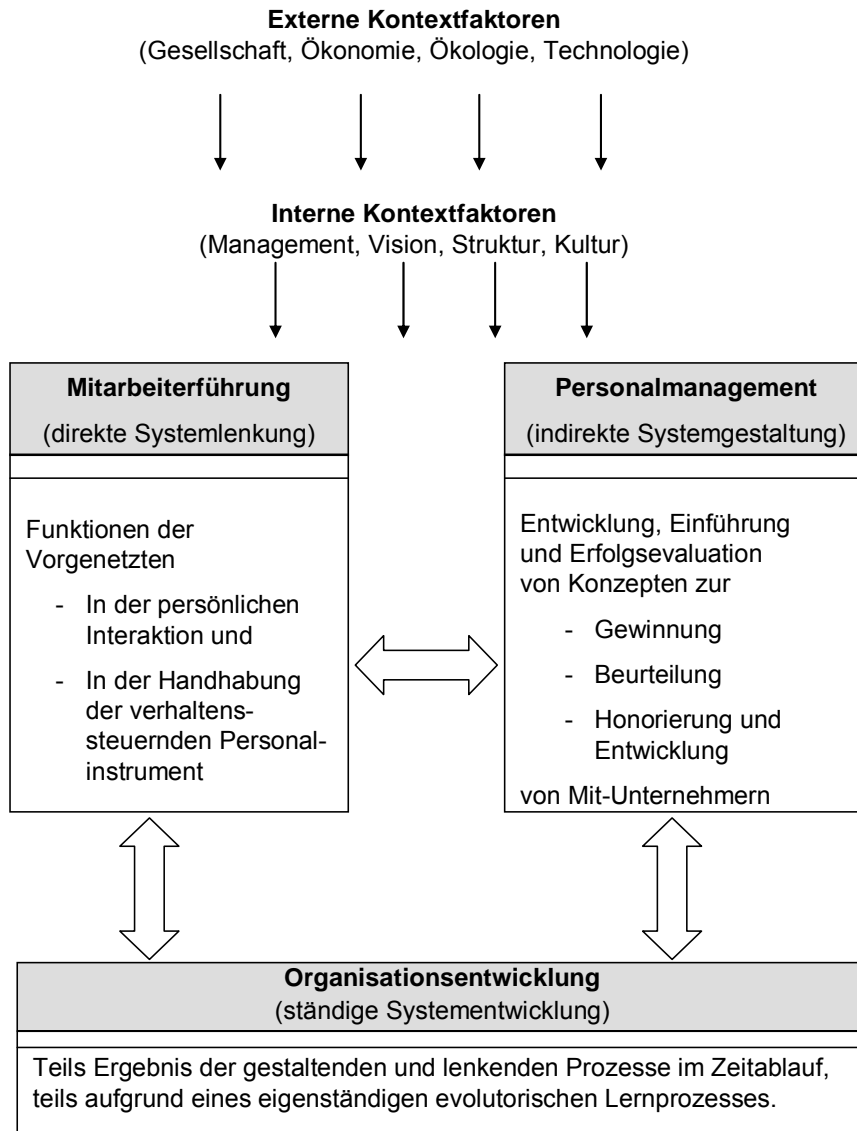 Externe Kontextfaktoren
(Gesellschaft, Ökonomie, Ökologie, Technologie)
Interne Kontextfaktoren
(Management, Vision, Struktur, Kultur)
Mitarbeiterführung
(direkte Systemlenkung)
Funktionen der
Vorgenetzten
- In der persönlichen
Interaktion und
- In der Handhabung
der verhaltens-
steuernden Personal-
instrument
Personalmanagement
(indirekte Systemgestaltung)
Entwicklung, Einführung
und Erfolgsevaluation
von Konzepten zur
- Gewinnung
- Beurteilung
- Honorierung und
Entwicklung
von Mit-Unternehmern
Organisationsentwicklung
(ständige Systementwicklung)
Teils Ergebnis der gestaltenden und lenkenden Prozesse im Zeitablauf,
teils aufgrund eines eigenständigen evolutorischen Lernprozesses.